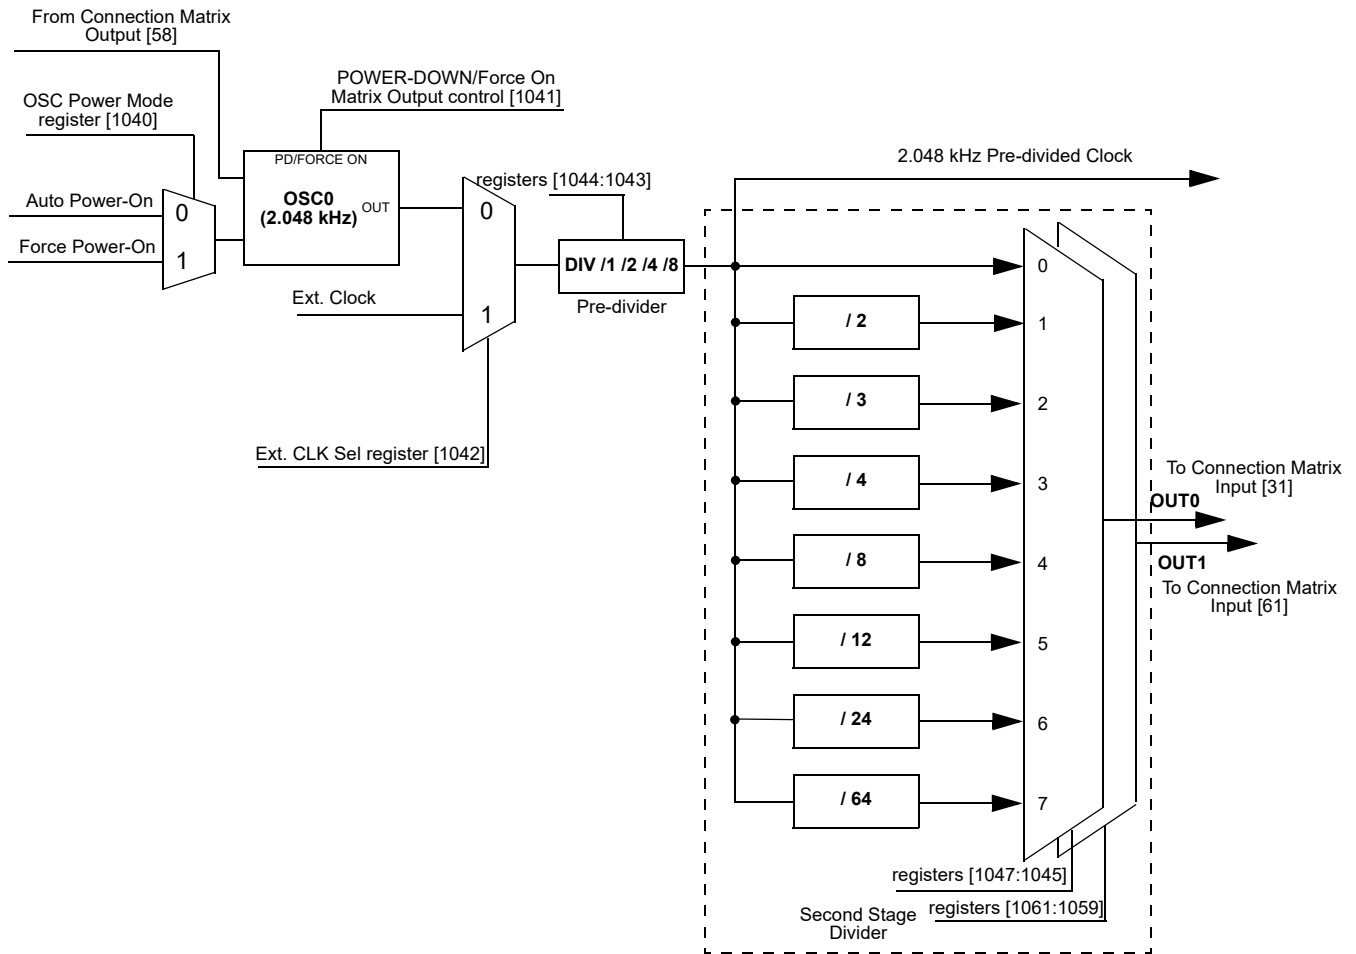 From Connection Matrix
Output [58]
OSC Power Mode
register [1040]
POWER-DOWN/Force On
Matrix Output control [1041]
PD/FORCE ON
OSC0
(2.048 kHz)
OUT
Auto Power-On
Force Power-On
0
1
registers [1044:1043]
0
1
Ext. Clock
DIV /1 /2 /4 /8
Pre-divider
Ext. CLK Sel register [1042]
2.048 kHz Pre-divided Clock
0
/ 2
1
/ 3
2
/ 4
3
/ 8
4
/ 12
5
/ 24
6
/ 64
7
To Connection Matrix
Input [31]
OUT0
OUT1
To Connection Matrix
Input [61]
registers [1047:1045]
registers [1061:1059]
Second Stage
Divider